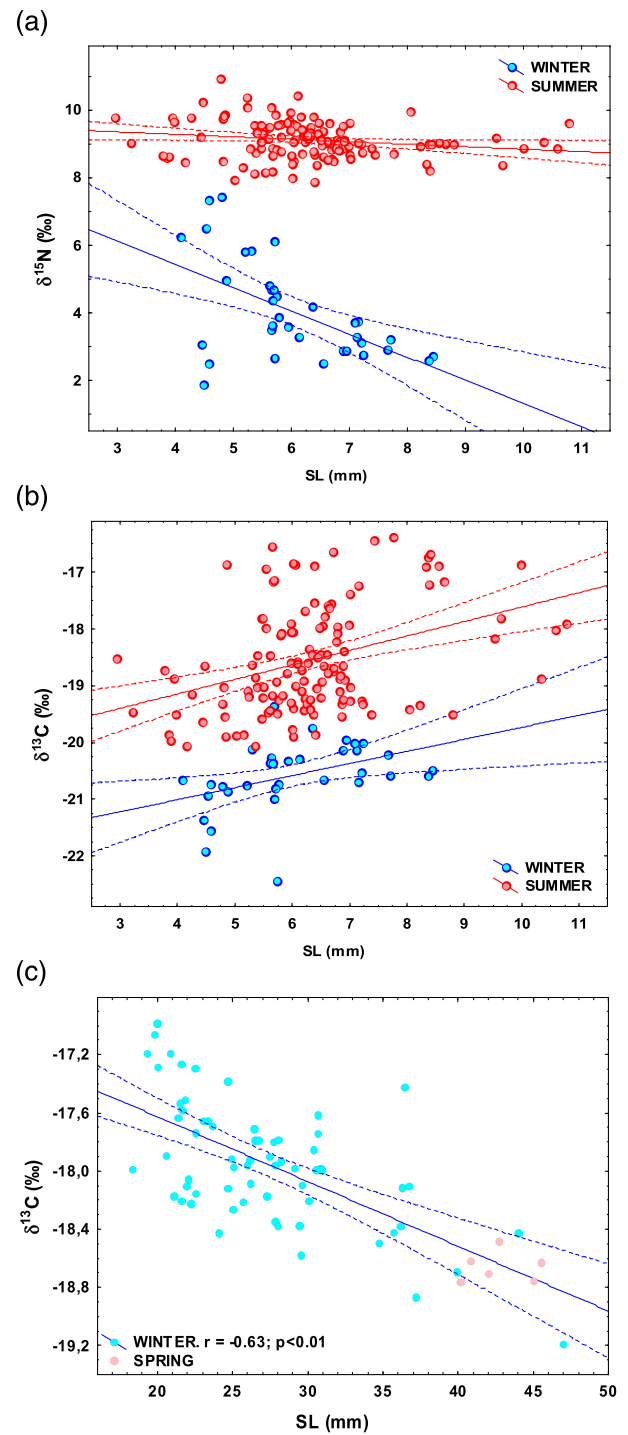 (a)
WINTER
SUMMER
10
8
6
4
2
δ15N (‰)
3 4 5 6 7 8 9 10 11
SL (mm)
(b)
-17
-18
-19
-20
-21
-22
δ13C (‰)
WINTER
SUMMER
3 4 5 6 7 8 9 10 11
SL (mm)
(c)
-17,2
-17,6
-18,0
-18,4
-18,8
-19,2
δ13C (‰)
WINTER. r = -0.63; p<0.01
SPRING
20 25 30 35 40 45 50
SL (mm)